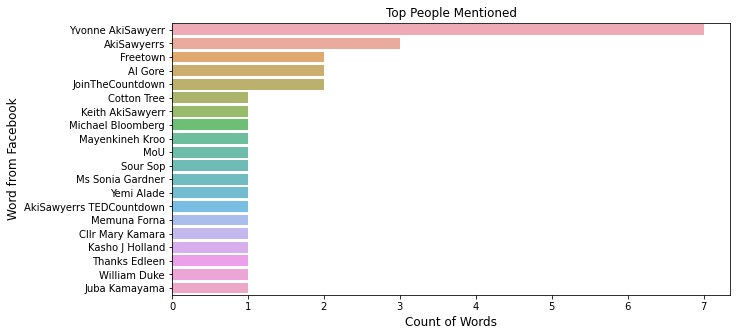 Top People Mentioned
Word from Facebook
Yvonne AkiSawyerr
AkiSawyerrs
Freetown
Al Gore
JoinTheCountdown
Cotton Tree
Keith AkiSawyerr
Michael Bloomberg
Mayenkineh Kroo
MoU
Sour Sop
Ms Sonia Gardner
Yemi Alade
AkiSawyerrs TEDCountdown
Memuna Forna
Cllr Mary Kamara
Kasho J Holland
Thanks Edleen
William Duke
Juba Kamayama
0 1 2 3 4 5 6 7
Count of Words